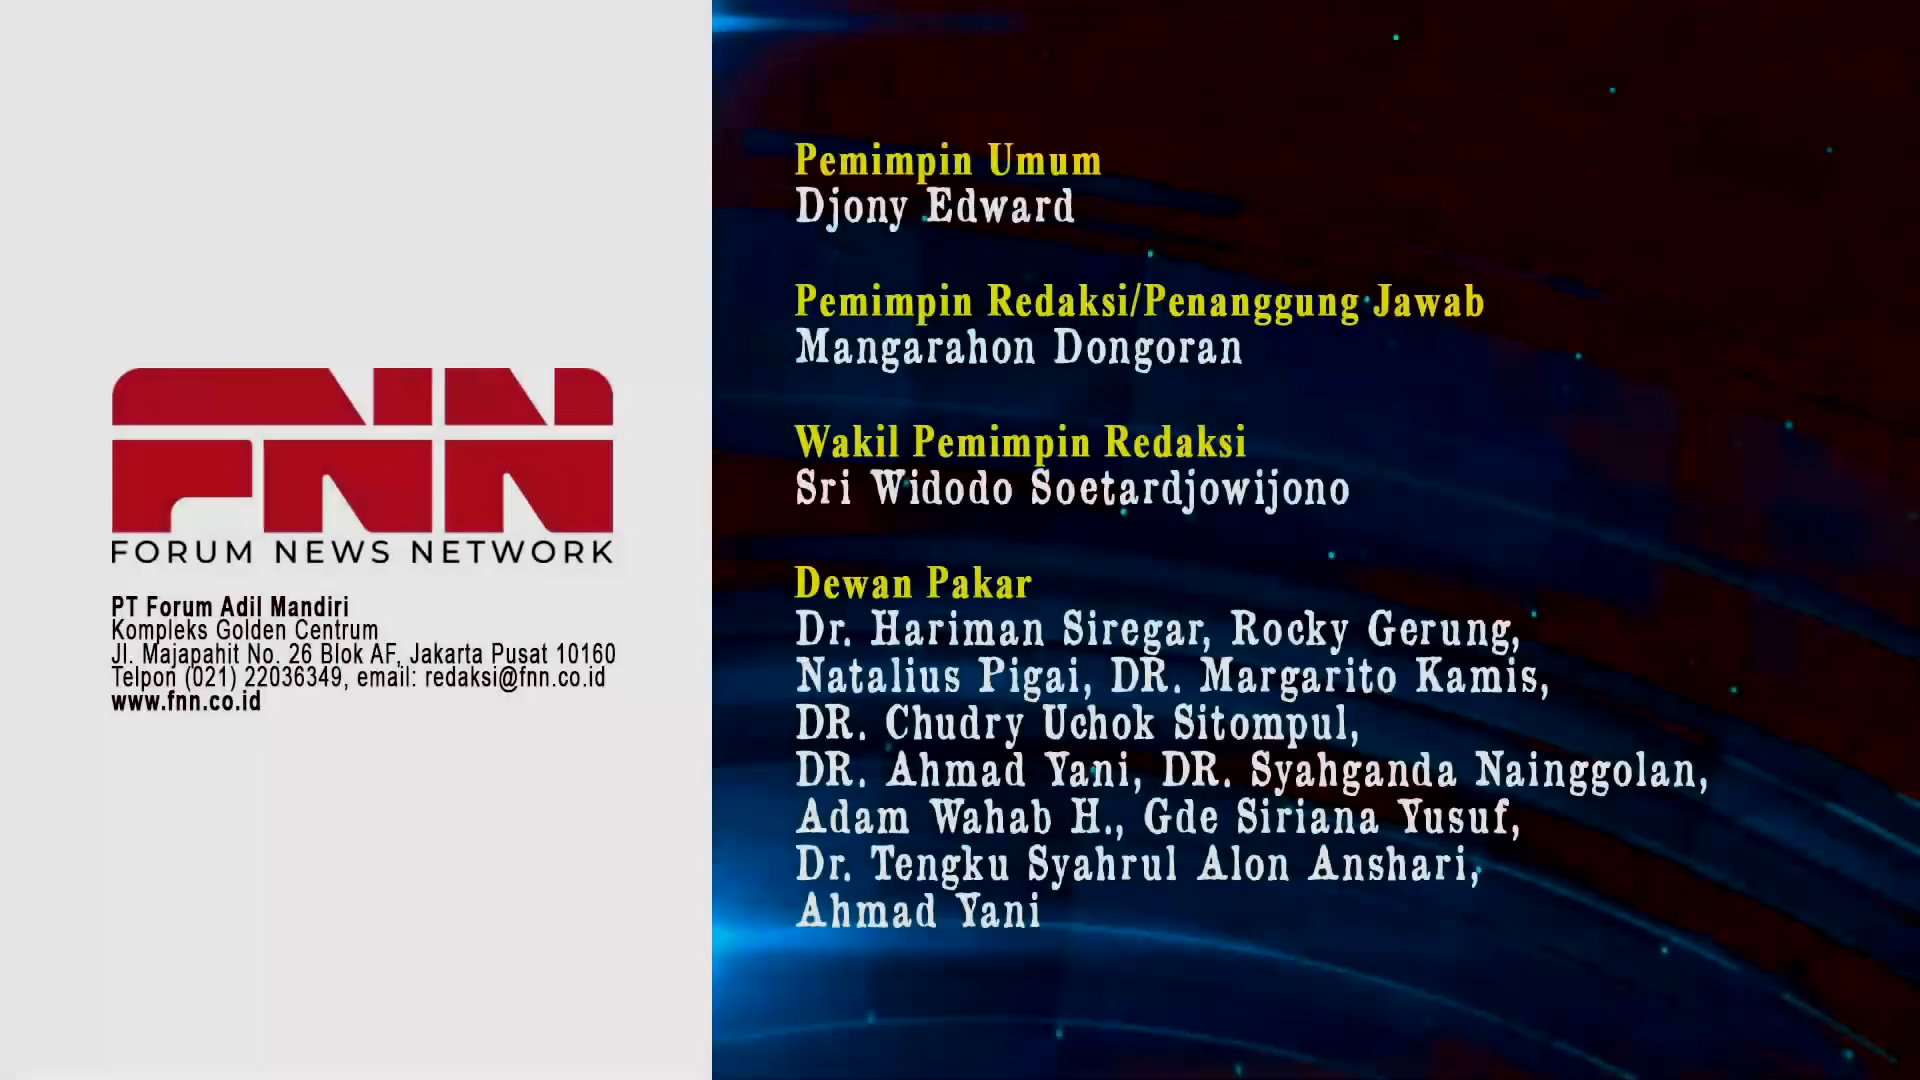 FNN
FORUM NEWS NETWORK
PT Forum Adil Mandiri
Kompleks Golden Centrum
Jl. Majapahit No. 26 Blok AF, Jakarta Pusat 10160
Telpon (021) 22036349, email: redaksi@fnn.co.id
www.fnn.co.id
Pemimpin Umum
Djony Edward
Pemimpin Redaksi/Penanggung Jawab
Mangarahon Dongoran
Wakil Pemimpin Redaksi
Sri Widodo Soetardjowijono
Dewan Pakar
Dr. Hariman Siregar, Rocky Gerung,
Natalius Pigai, DR. Margarito Kamis,
DR. Chudry Uchok Sitompul,
DR. Ahmad Yani, DR. Syahganda Nainggolan,
Adam Wahab H., Gde Siriana Yusuf,
Dr. Tengku Syahrul Alon Anshari,
Ahmad Yani